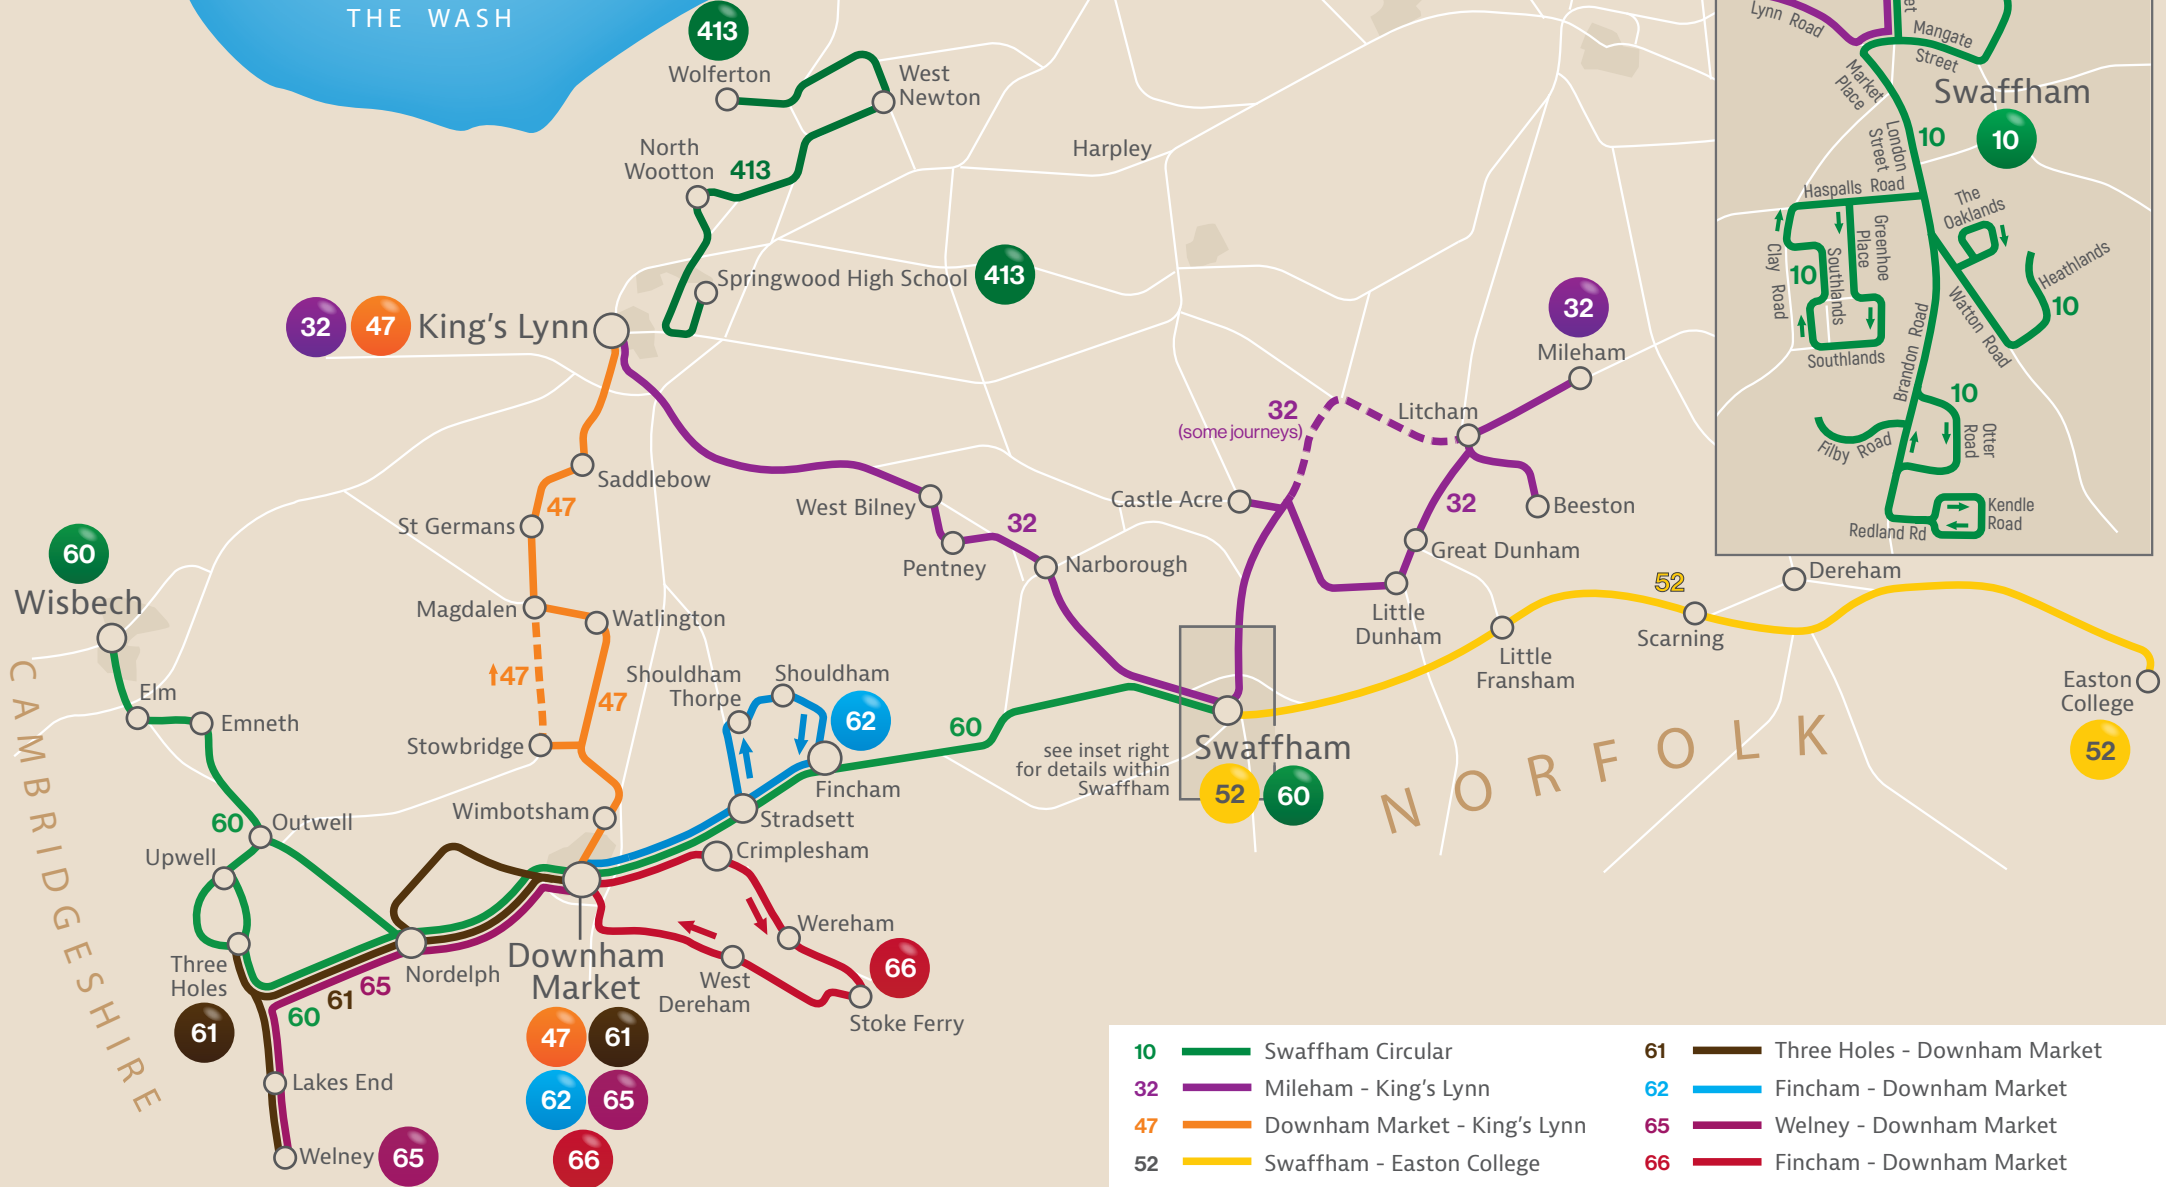 THE WASH
413
Wolferton
West
Newton
North
Wootton
413
Harpley
Springwood High School
413
32
47
King's Lynn
32
Mileham
32
(some journeys)
Litcham
Saddlebow
47
St Germans
West Bilney
32
Castle Acre
32
Beeston
Pentney
Narborough
Great Dunham
60
Wisbech
Magdalen
Watlington
Little
Dunham
52
Dereham
Scarning
Little
Fransham
Easton
College
52
47
47
Shouldham
Thorpe
Shouldham
62
Elm
Emneth
Stowbridge
60
see inset right
for details within
Swaffham
Swaffham
52
60
NORFOLK
CAMBRIDGESHIRE
Fincham
Wimbotsham
Stradsett
60
Outwell
Upwell
Crimplesham
Wereham
66
Three
Holes
61
Nordelph
Downham
Market
West
Dereham
Stoke Ferry
60
61
65
47
61
62
65
66
Lakes End
Welney
65
Lynn Road
et
Mangate
Street
Market
Place
Swaffham
10
London
Street
10
Haspalls Road
The
Oaklands
Clay Road
10
Southlands
Greenhoe
Place
Heathlands
10
Watton Road
Southlands
Brandon Road
10
Filby Road
Otter
Road
Kendle
Road
Redland Rd
10 Swaffham Circular
32 Mileham - King's Lynn
47 Downham Market - King's Lynn
52 Swaffham - Easton College
61 Three Holes - Downham Market
62 Fincham - Downham Market
65 Welney - Downham Market
66 Fincham - Downham Market